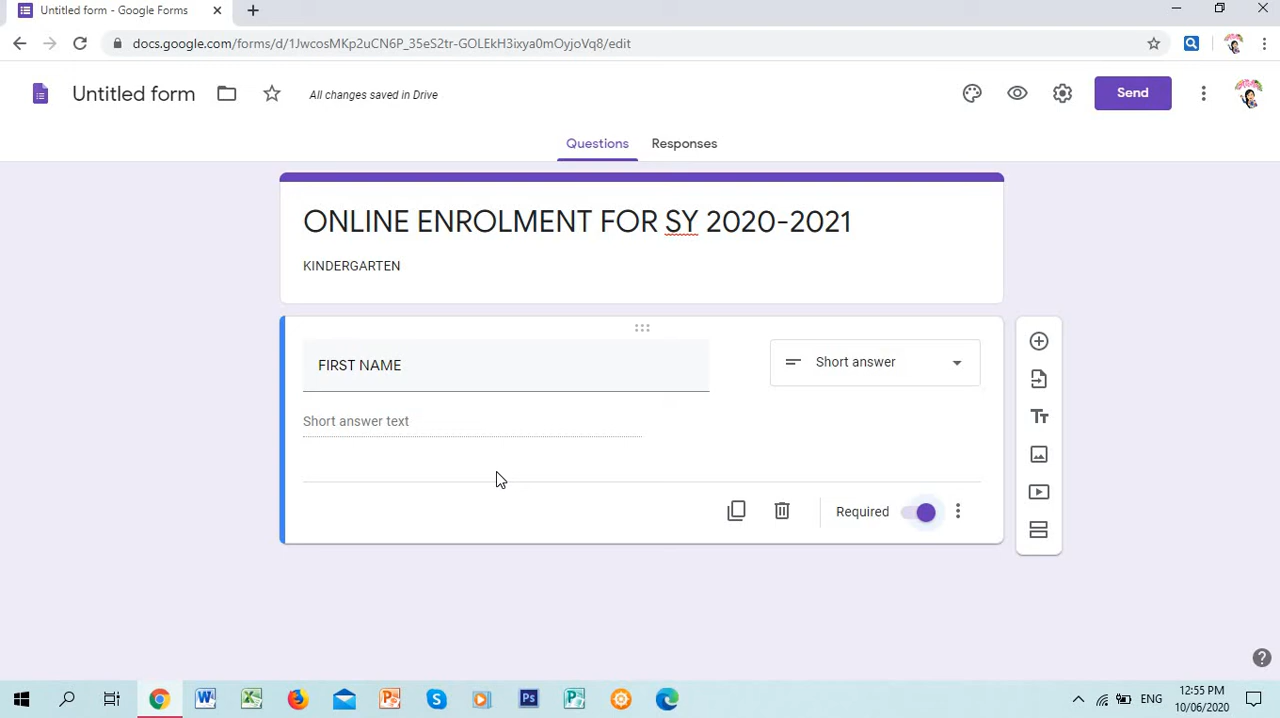 Untitled form - Google Forms
docs.google.com/forms/d/1JwcosMKp2uCN6P_35eS2tr-GOLEkH3ixya0mOyjoVq8/edit
Untitled form
All changes saved in Drive
Send
Questions
Responses
ONLINE ENROLMENT FOR SY 2020-2021
KINDERGARTEN
FIRST NAME
Short answer
Short answer text
Required
ENG
12:55 PM
10/06/2020